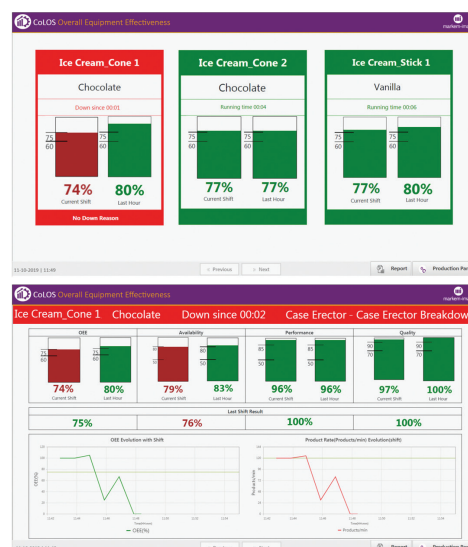 CoLOS Overall Equipment Effectiveness
Ice Cream_Cone 1
Chocolate
Down since 00:01
75
60
75
60
74%
80%
Current Shift
Last Hour
No Down Reason
Ice Cream_Cone 2
Chocolate
Running time 00:04
75
60
75
60
77%
77%
Current Shift
Last Hour
Ice Cream_Stick 1
Vanilla
Running time 00:06
75
60
75
60
77%
80%
Current Shift
Last Hour
11-10-2019 | 11:49
< Previous
> Next
Report
Production
CoLOS Overall Equipment Effectiveness
Ice Cream_Cone 1 Chocolate Down since 00:02 Case Erector - Case Erector Breakdow
OEE
Availability
Performance
Quality
75
60
75
60
80
50
85
50
85
50
90
70
90
70
74%
80%
79%
83%
96%
96%
97%
100%
Current Shift
Last Hour
Current Shift
Last Hour
Current Shift
Last Hour
Current Shift
Last Hour
Last Shift Result
75%
76%
100%
100%
OEE Evolution with Shift
Product Rate(Products/min) Evolution(shift)
OEE(%)
Products/min
OEE(%)
Products/min
Report